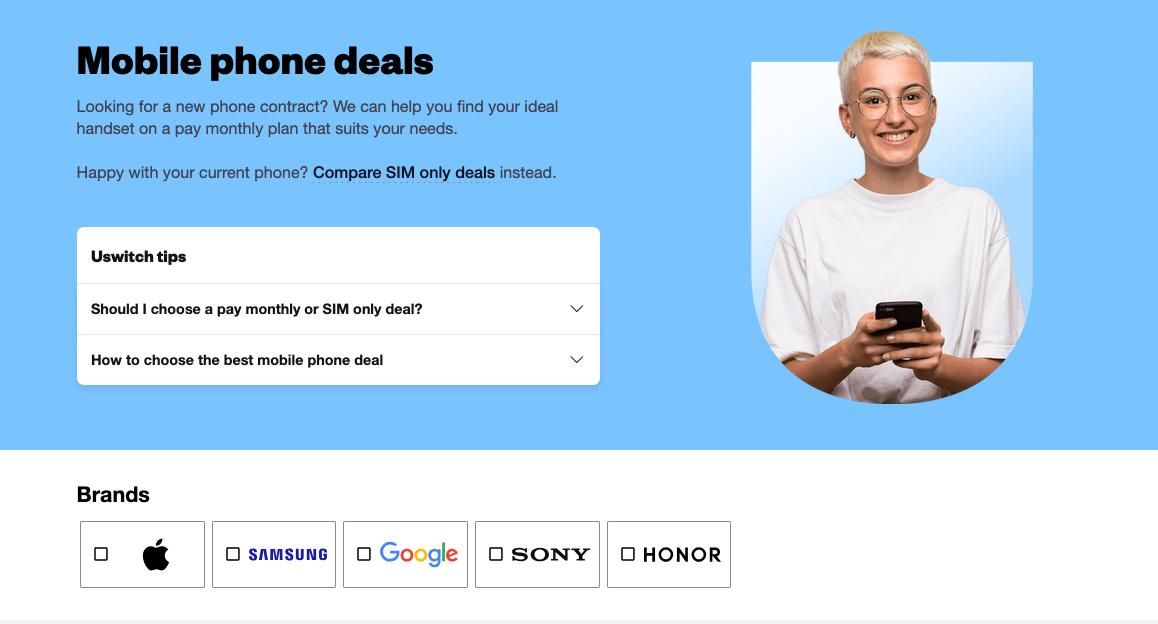 Mobile phone deals
Looking for a new phone contract? We can help you find your ideal
handset on a pay monthly plan that suits your needs.
Happy with your current phone? Compare SIM only deals instead.
Uswitch tips
Should I choose a pay monthly or SIM only deal?
How to choose the best mobile phone deal
Brands
SAMSUNG Google SONY HONOR